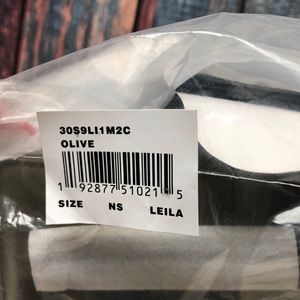 30S9LI1M2C
OLIVE
1 92877 51021 5
SIZE NS LEILA